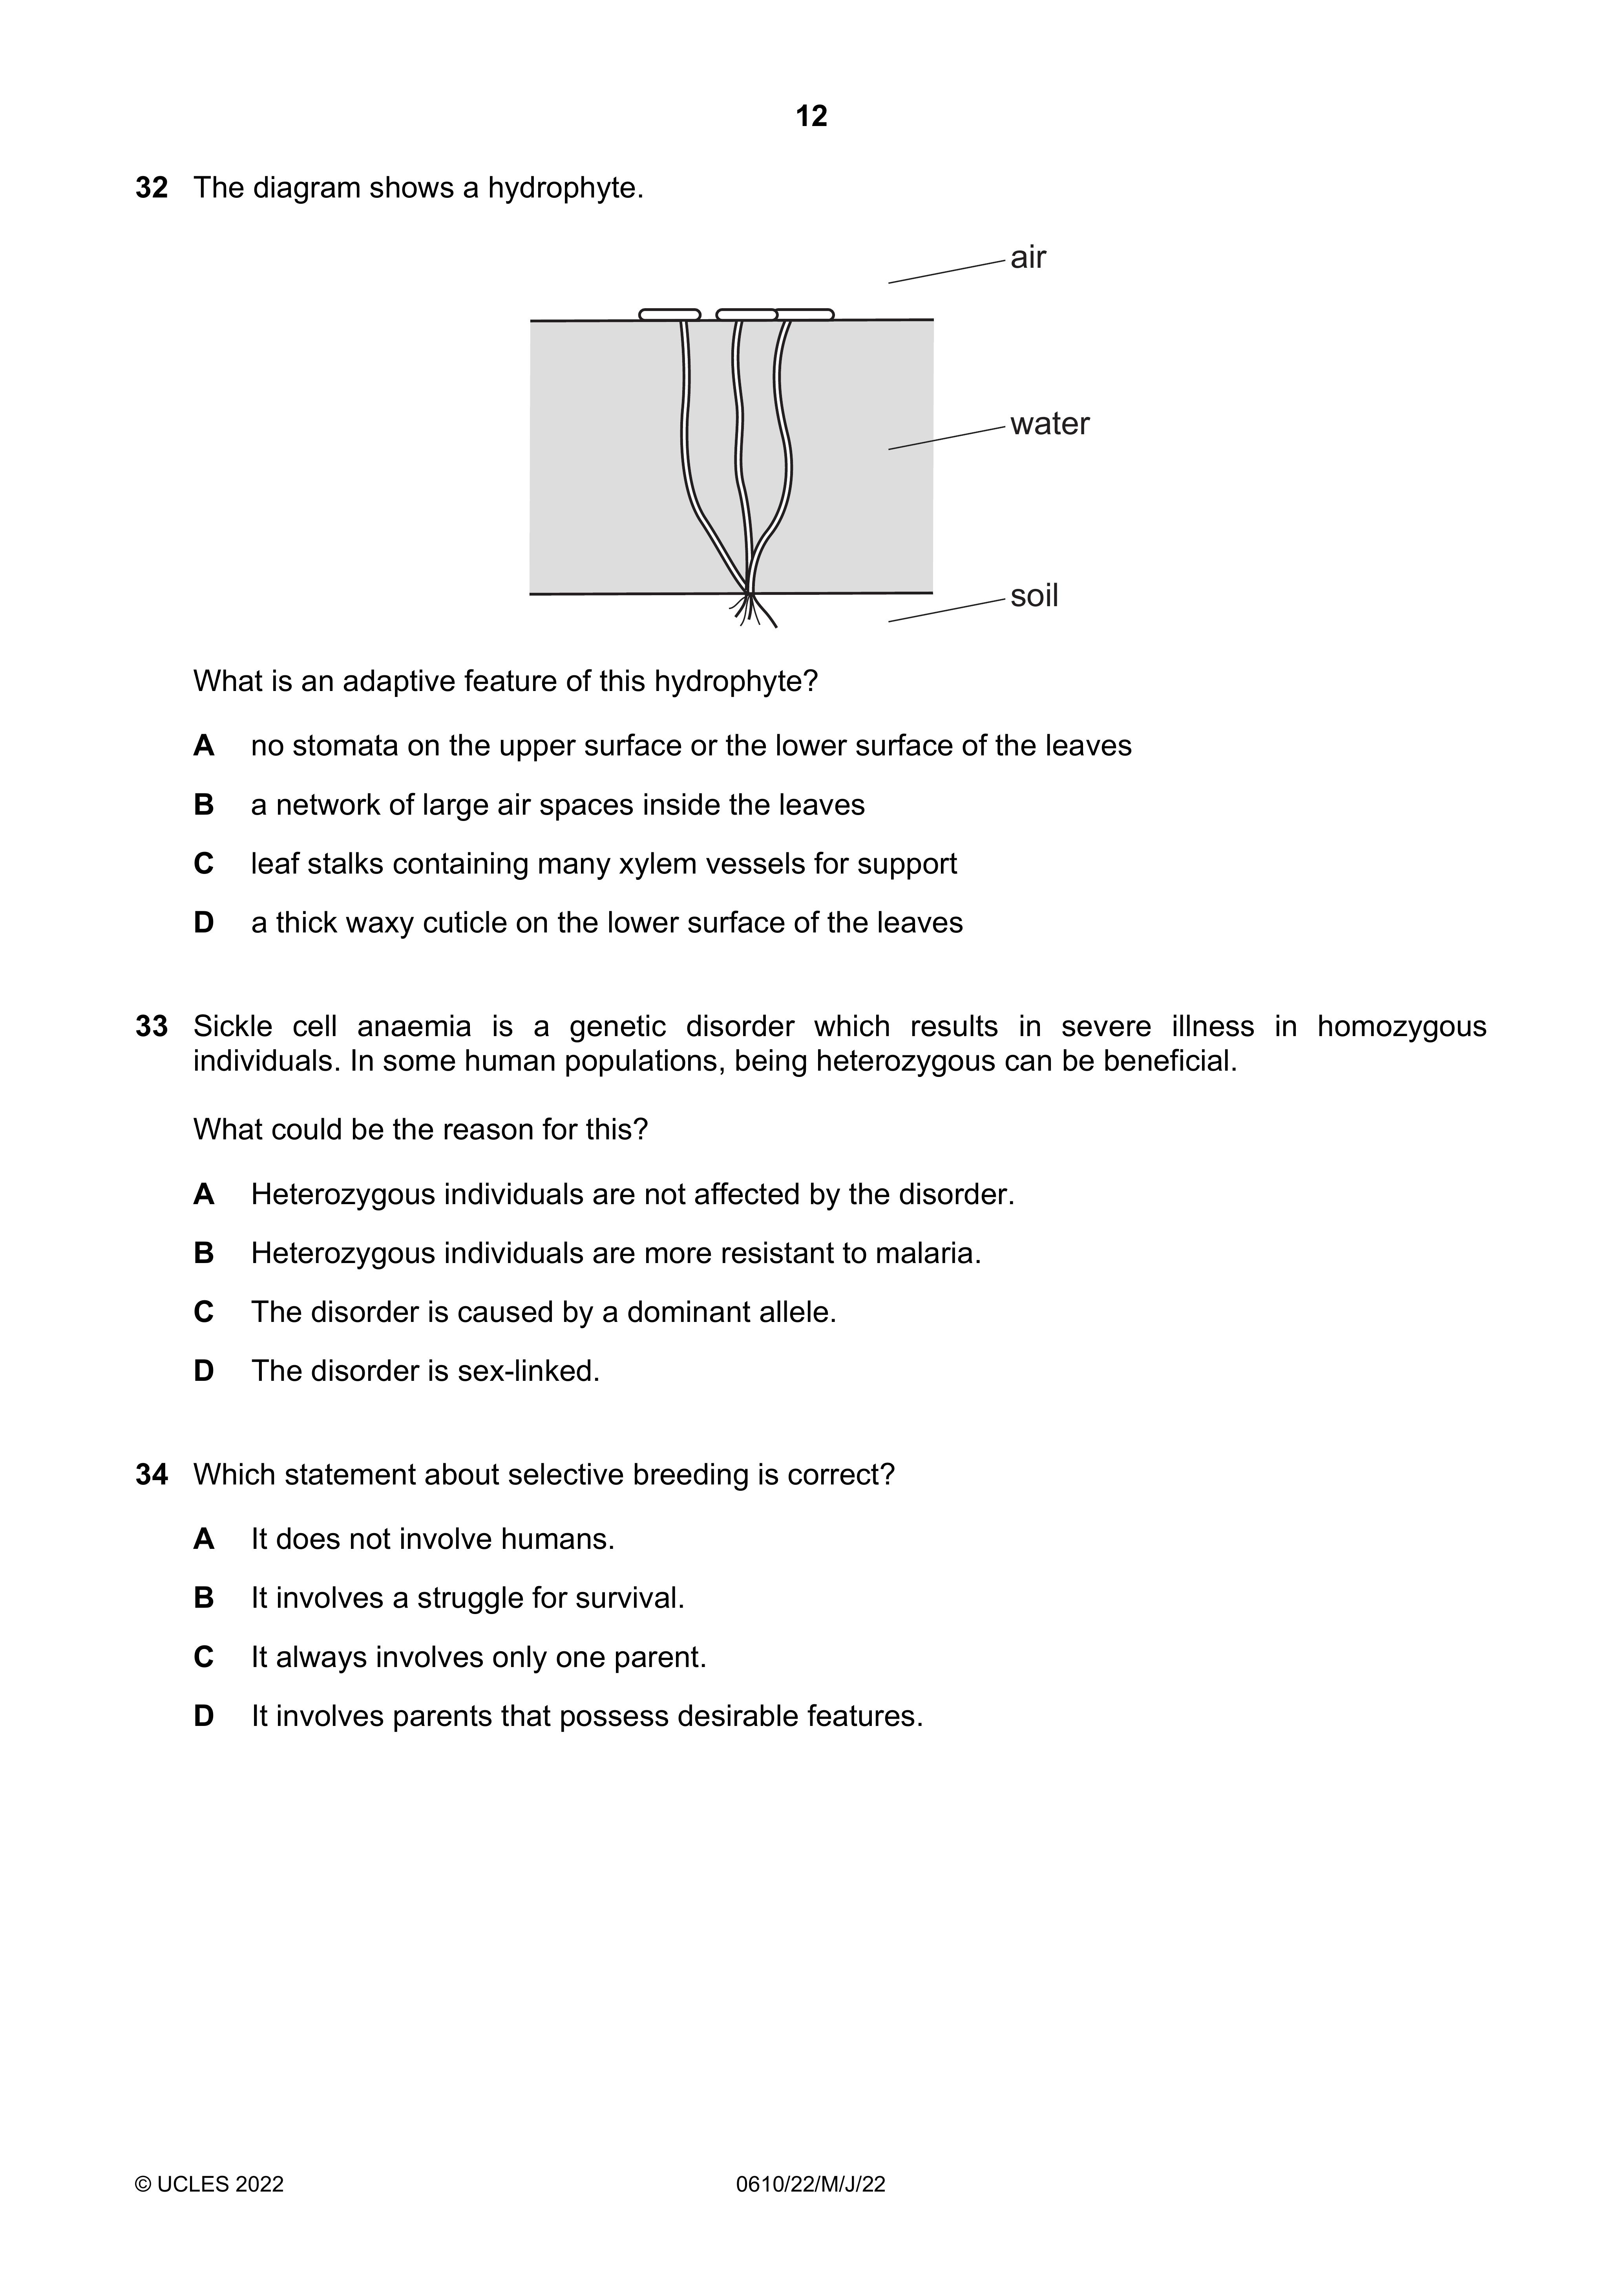 12
32 The diagram shows a hydrophyte.
air
water
soil
What is an adaptive feature of this hydrophyte?
A no stomata on the upper surface or the lower surface of the leaves
B a network of large air spaces inside the leaves
C leaf stalks containing many xylem vessels for support
D a thick waxy cuticle on the lower surface of the leaves
33 Sickle cell anaemia is a genetic disorder which results in severe illness in homozygous
individuals. In some human populations, being heterozygous can be beneficial.
What could be the reason for this?
A Heterozygous individuals are not affected by the disorder.
B Heterozygous individuals are more resistant to malaria.
C The disorder is caused by a dominant allele.
D The disorder is sex-linked.
34 Which statement about selective breeding is correct?
A It does not involve humans.
B It involves a struggle for survival.
C It always involves only one parent.
D It involves parents that possess desirable features.
© UCLES 2022 0610/22/M/J/22